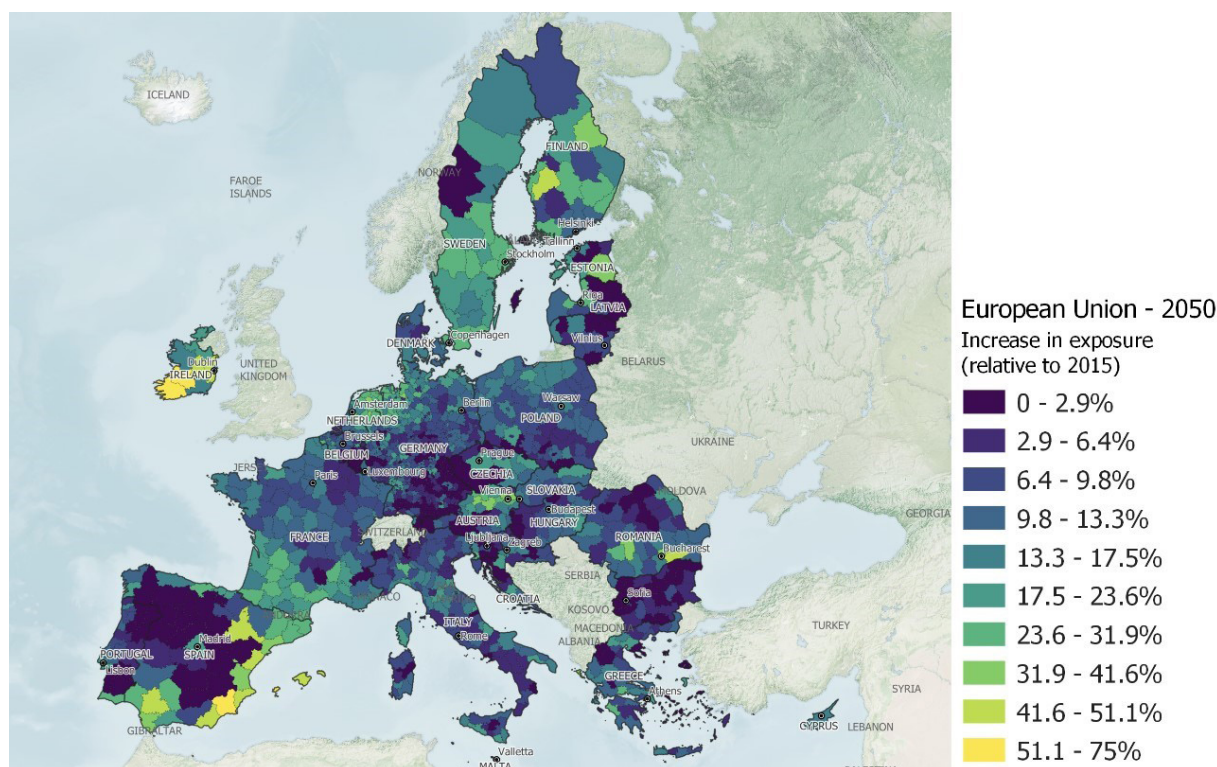 ICELAND
FAROE
ISLANDS
NORWAY
FINLAND
Helsinki
Tallinn
SWEDEN
Stockholm
ESTONIA
Riga
LATVIA
DENMARK
Copenhagen
Vilnius
BELARUS
Dublin
IRELAND
UNITED
KINGDOM
Amsterdam
NETHERLANDS
Berlin
Warsaw
POLAND
Brussels
BELGIUM
GERMANY
Prague
CZECHIA
UKRAINE
JERS
Paris
Luxembourg
Vienna
SLOVAKIA
Budapest
AUSTRIA
HUNGARY
OLDOVA
FRANCE
WITZERLAN
Ljubljana
Zagreb
ROMANIA
Bucharest
GEORGIA
CROATIA
SERBIA
KOSOVO
Sofia
ACO
ITALY
Rome
MACEDONIA
ALBANIA
TURKEY
Madrid
PORTUGAL
SPAIN
Lisbon
GREECE
Athens
SYRIA
GIBRALTAR
CYPRUS
LEBANON
Valletta
MALTA
European Union - 2050
Increase in exposure
(relative to 2015)
0 - 2.9%
2.9 - 6.4%
6.4 - 9.8%
9.8 - 13.3%
13.3 - 17.5%
17.5 - 23.6%
23.6 - 31.9%
31.9 - 41.6%
41.6 - 51.1%
51.1 - 75%